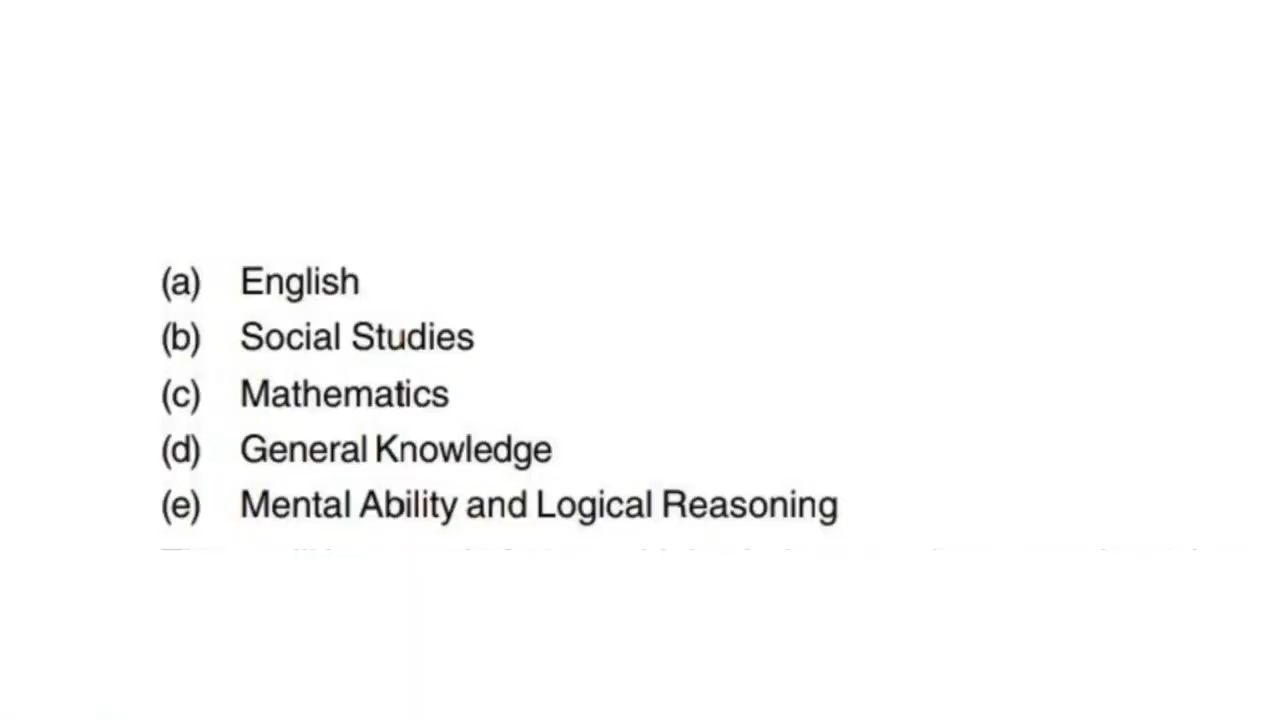 (a) English
(b) Social Studies
(c) Mathematics
(d) General Knowledge
(e) Mental Ability and Logical Reasoning